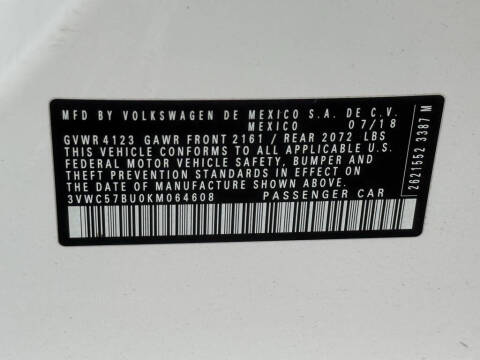 MFD BY VOLKSWAGEN DE MEXICO S.A. DE C.V.
MEXICO 07/18
GVWR 4123 GAWR FRONT 2161 / REAR 2072 LBS
THIS VEHICLE CONFORMS TO ALL APPLICABLE U.S.
FEDERAL MOTOR VEHICLE SAFETY, BUMPER AND
THEFT PREVENTION STANDARDS IN EFFECT ON
THE DATE OF MANUFACTURE SHOWN ABOVE
3VWC57BU0KM064608 PASSENGER CAR
2621552 3387 M